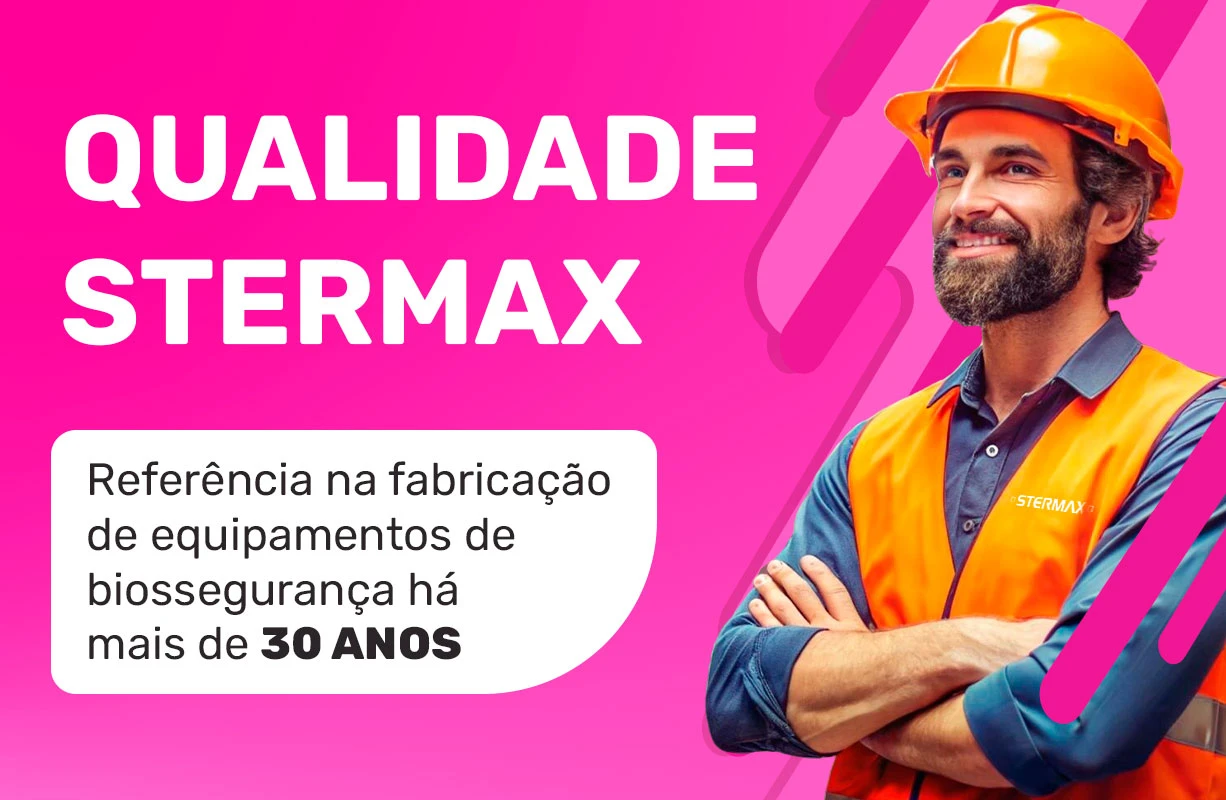 QUALIDADE
STERMAX
Referência na fabricação
de equipamentos de
biossegurança há
mais de 30 ANOS
STERMAX